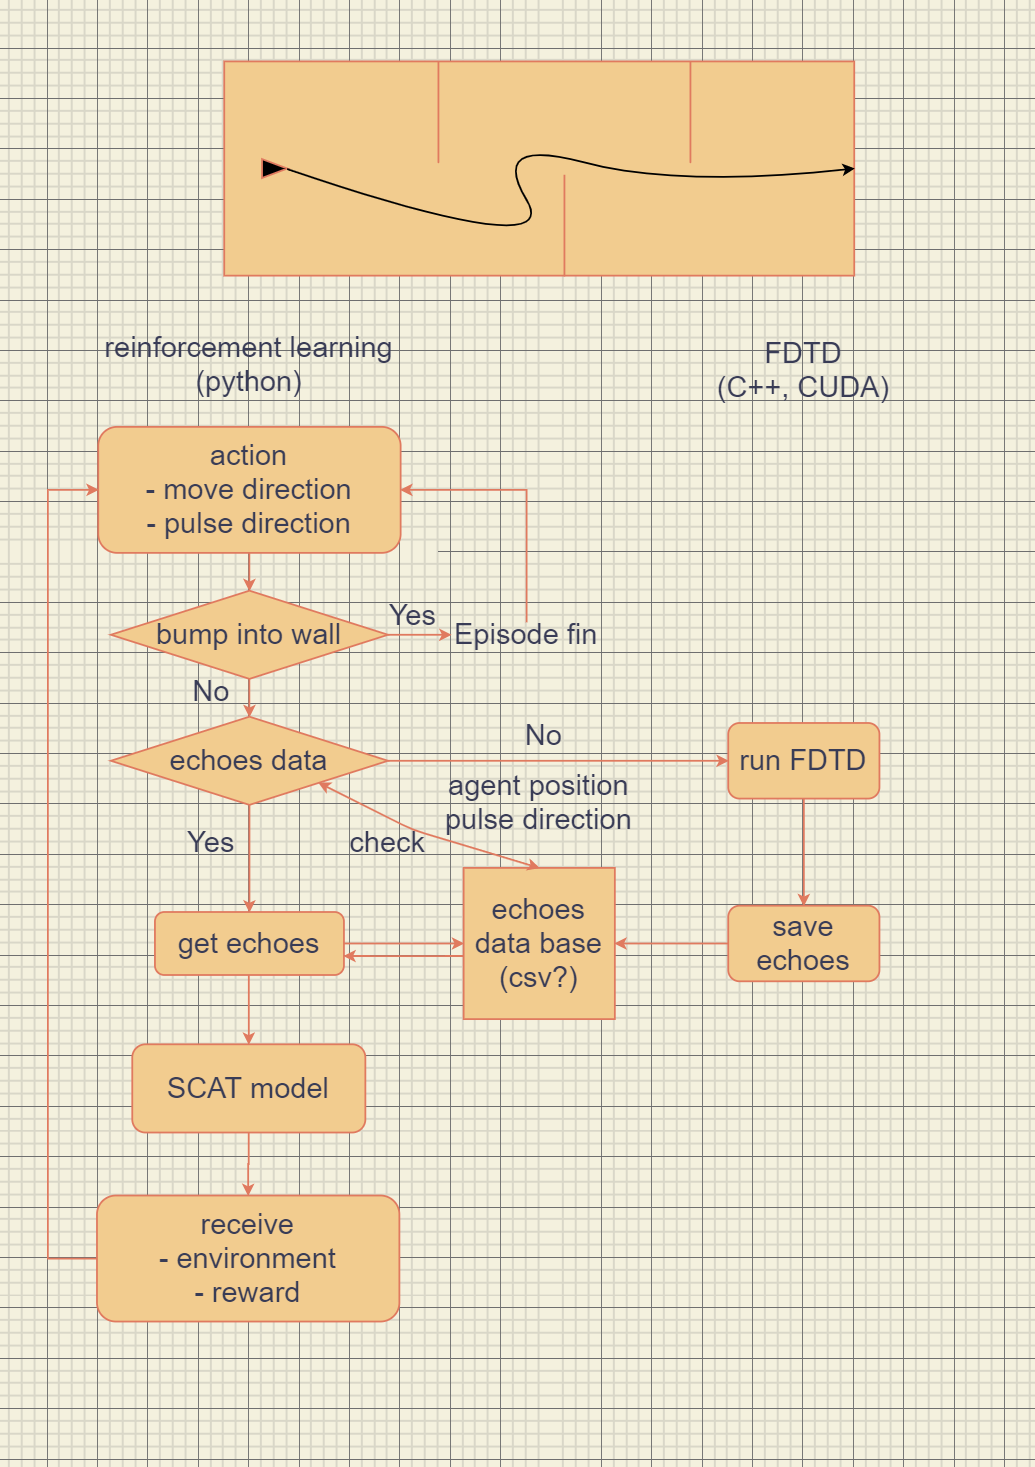 reinforcement learning
(python)
FDTD
(C++, CUDA)
action
- move direction
- pulse direction
bump into wall
Yes
Episode fin
No
echoes data
No
run FDTD
agent position
pulse direction
Yes
check
get echoes
echoes
data base
(csv?)
save
echoes
SCAT model
receive
- environment
- reward